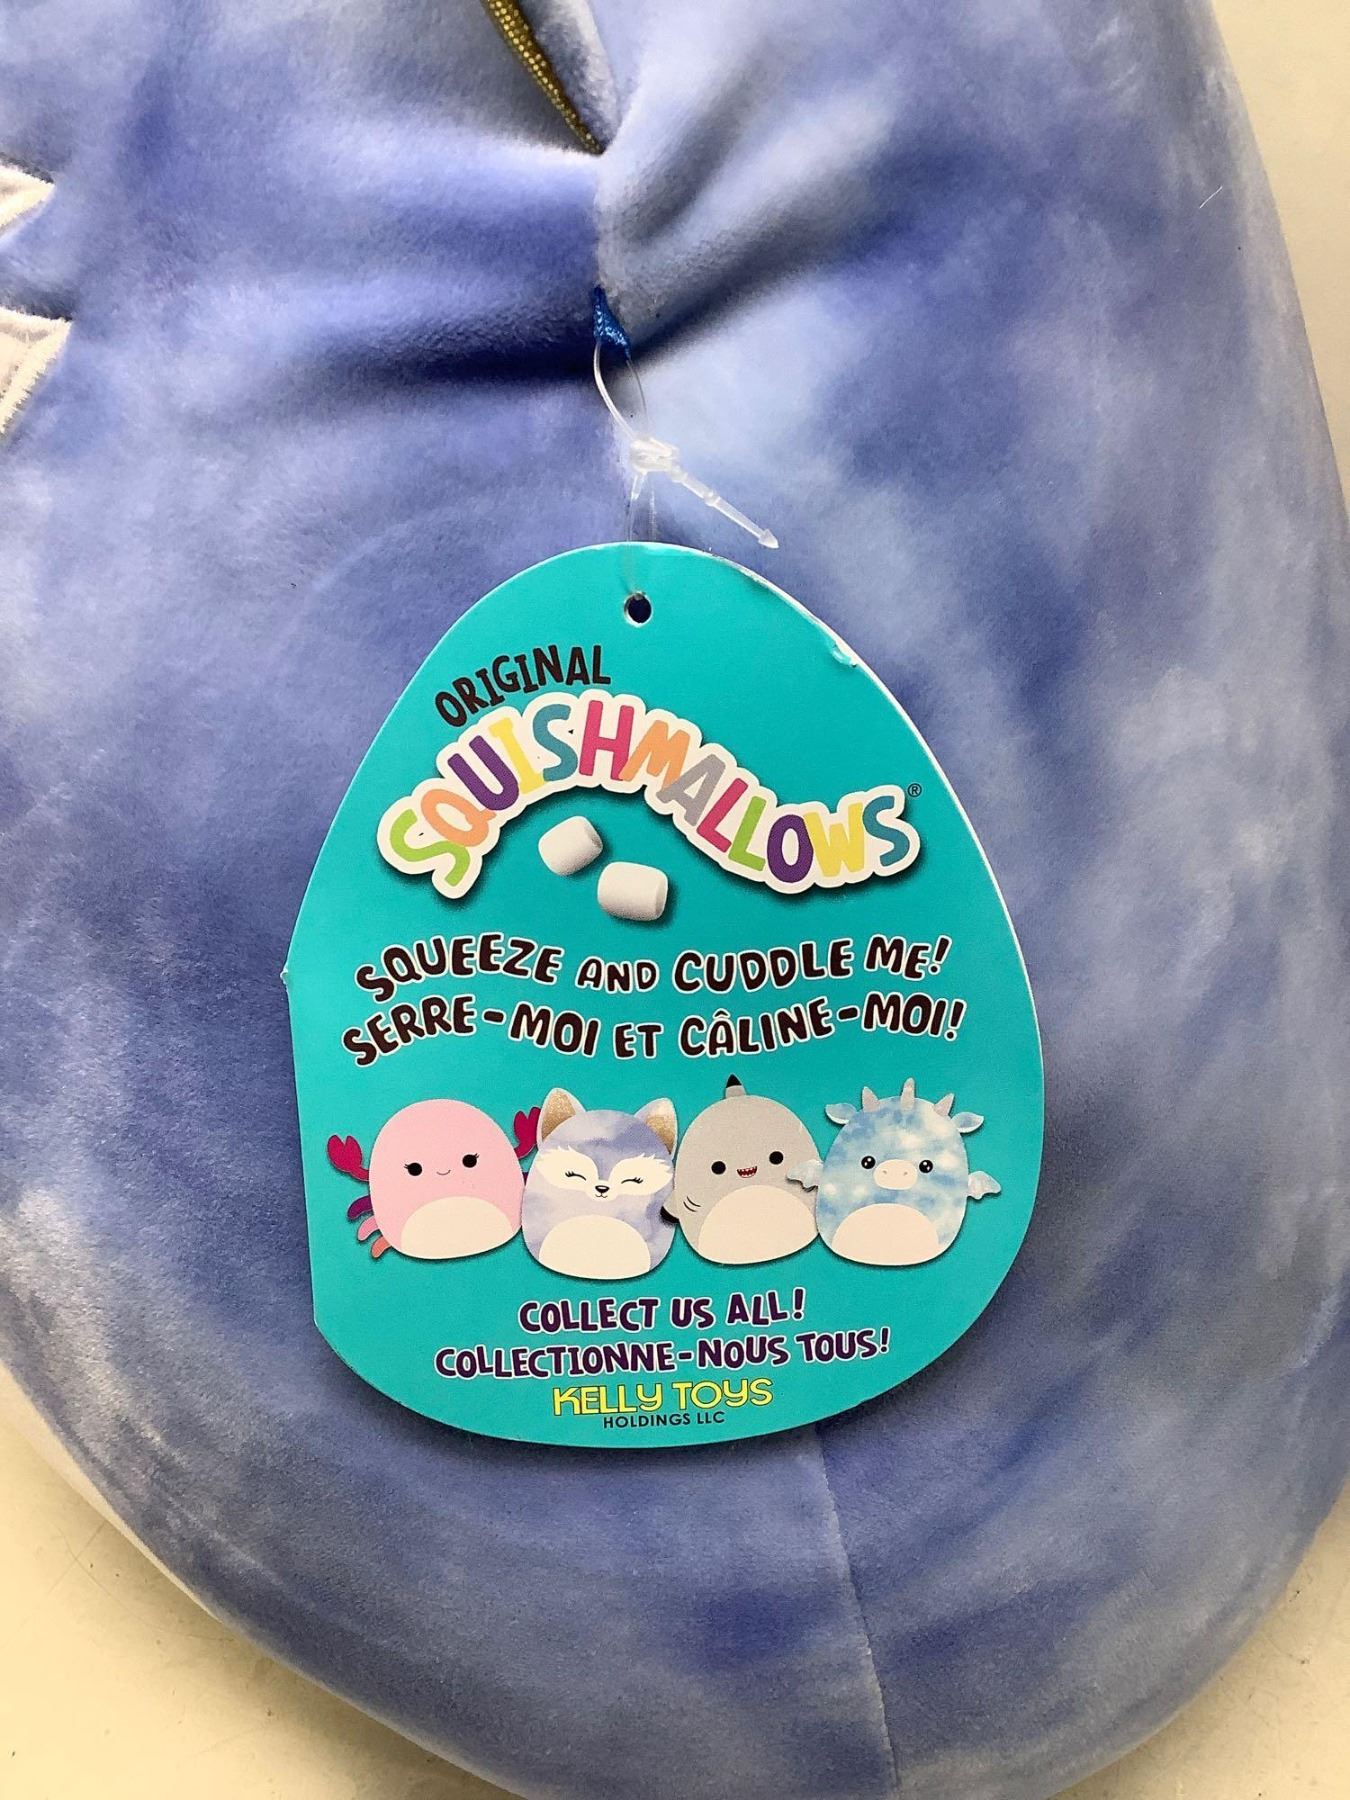 ORIGINAL
SQUISHMALLOWS®
SQUEEZE AND CUDDLE ME!
SERRE-MOI ET CÂLINE-MOI!
COLLECT US ALL!
COLLECTIONNE-NOUS TOUS!
KELLY TOYS
HOLDINGS LLC